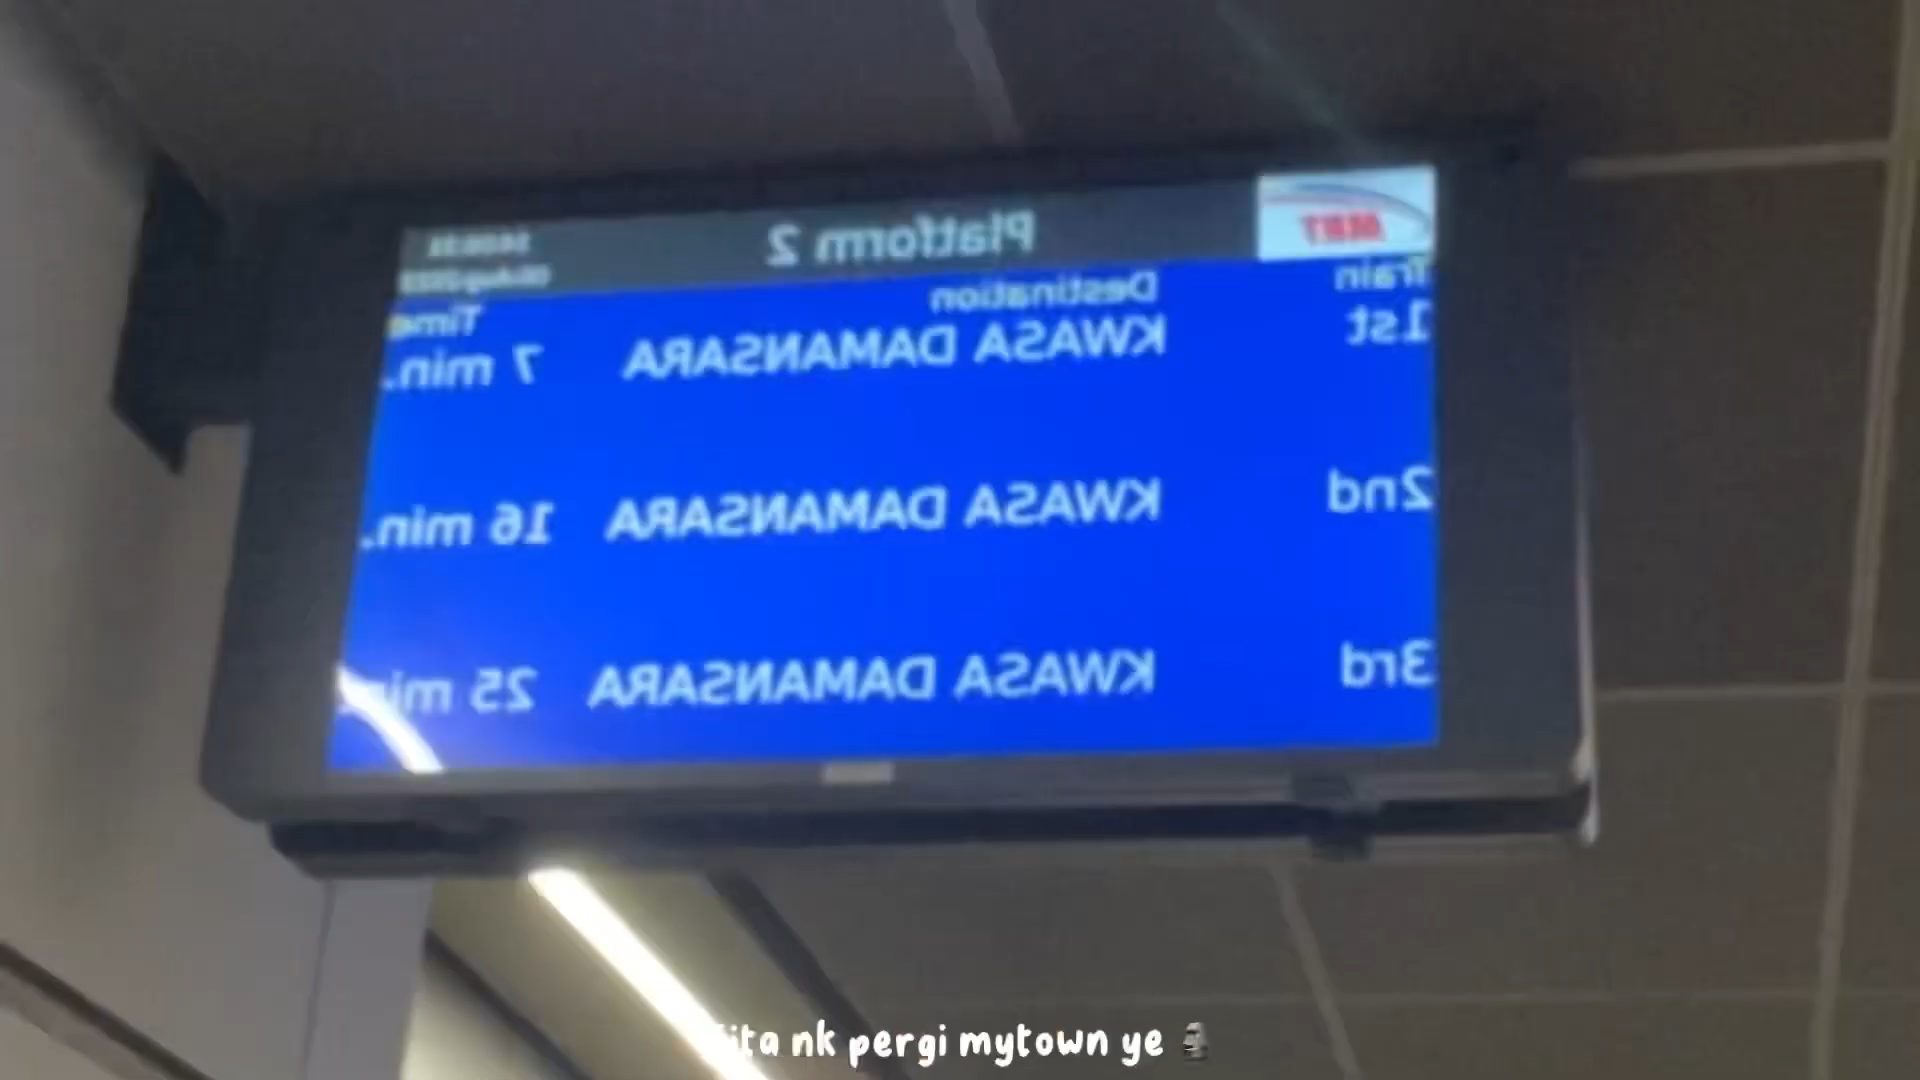 MRT
Platform 2
Train Destination Time
1st KWASA DAMANSARA 7 min.
2nd KWASA DAMANSARA 16 min.
3rd KWASA DAMANSARA 25 min.
nk pergi mytown ye 🗿